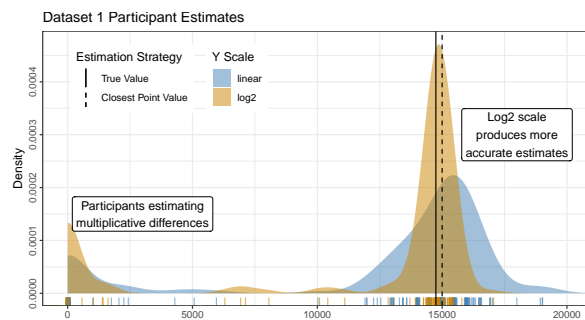 Dataset 1 Participant Estimates
Estimation Strategy
True Value
Closest Point Value
Y Scale
linear
log2
Log2 scale
produces more
accurate estimates
Participants estimating
multiplicative differences
Density
0.0004
0.0003
0.0002
0.0001
0.0000
0
5000
10000
15000
20000